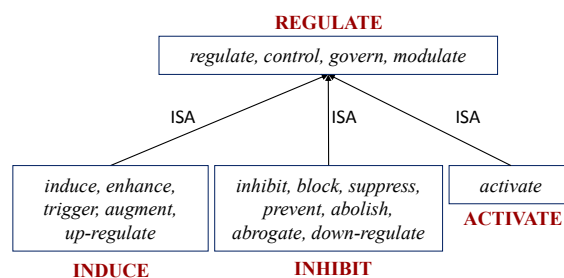 REGULATE
regulate, control, govern, modulate
ISA
ISA
ISA
induce, enhance,
trigger, augment,
up-regulate
INDUCE
inhibit, block, suppress,
prevent, abolish,
abrogate, down-regulate
INHIBIT
activate
ACTIVATE